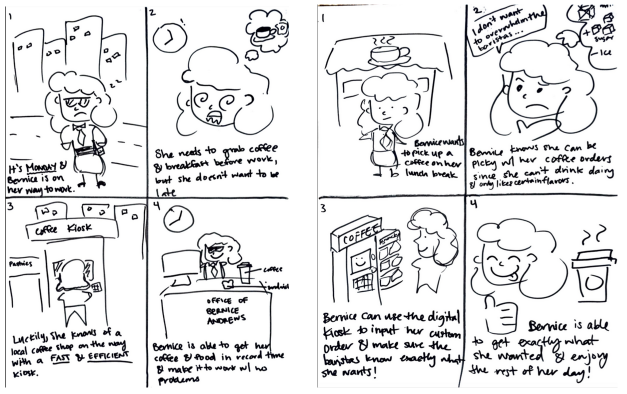 1
IT'S MONDAY &
Bernice is on
her way to work.
2
She needs to grab coffee
& breakfast before work,
but she doesn't want to be
late
3
Coffee Kiosk
Pastries
Luckily, she knows of a
local coffee shop on the way
with a FAST & EFFICIENT
kiosk.
4
coffee
sandwich
OFFICE OF
BERNICE
ANDREWS
Bernice is able to get her
coffee & food in record time
& make it to work w/ no
problems
1
Bernice wants
to pick up a
coffee on her
lunch break.
2
I don't want
to overwhelm the
baristas...
sugar
- ICE
Bernice knows she can be
picky w/ her coffee orders
since she can't drink dairy
& only likes certain flavors.
3
COFFEE
Bernice can use the digital
kiosk to input her custom
order & make sure the
baristas know exactly what
she wants!
4
Bernice is able
to get exactly what
she wanted & enjoy
the rest of her day!